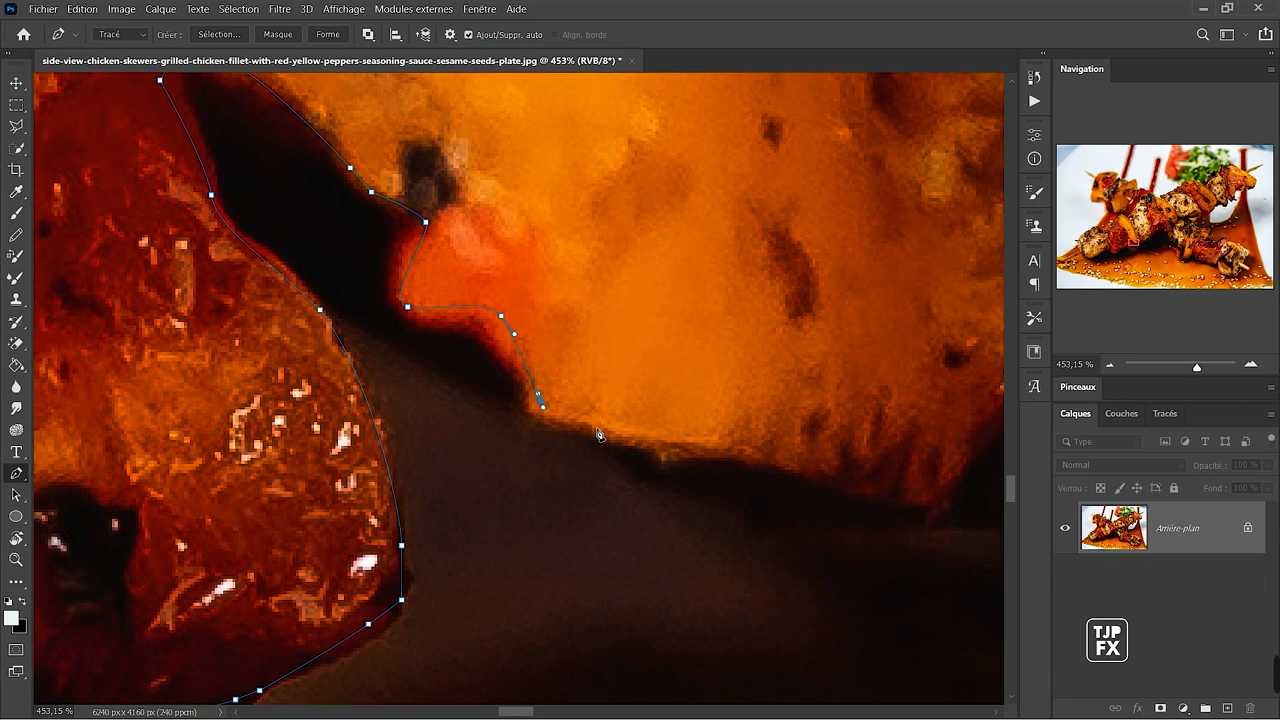 Ps Fichier Edition Image Calque Texte Sélection Filtre 3D Affichage Modules externes Fenêtre Aide
Tracé Créer : Sélection... Masque Forme Ajout/Suppr. auto Align. bords
side-view-chicken-skewers-grilled-chicken-fillet-with-red-yellow-peppers-seasoning-sauce-sesame-seeds-plate.jpg @ 453% (RVB/8*) *
Navigation
453,15 %
Pinceaux
Calques Couches Tracés
Type
Normal Opacité : 100 %
Verrou : Fond : 100 %
Arrière-plan
fx
TJP
FX
453,15 % 6240 px x 4160 px (240 ppcm)